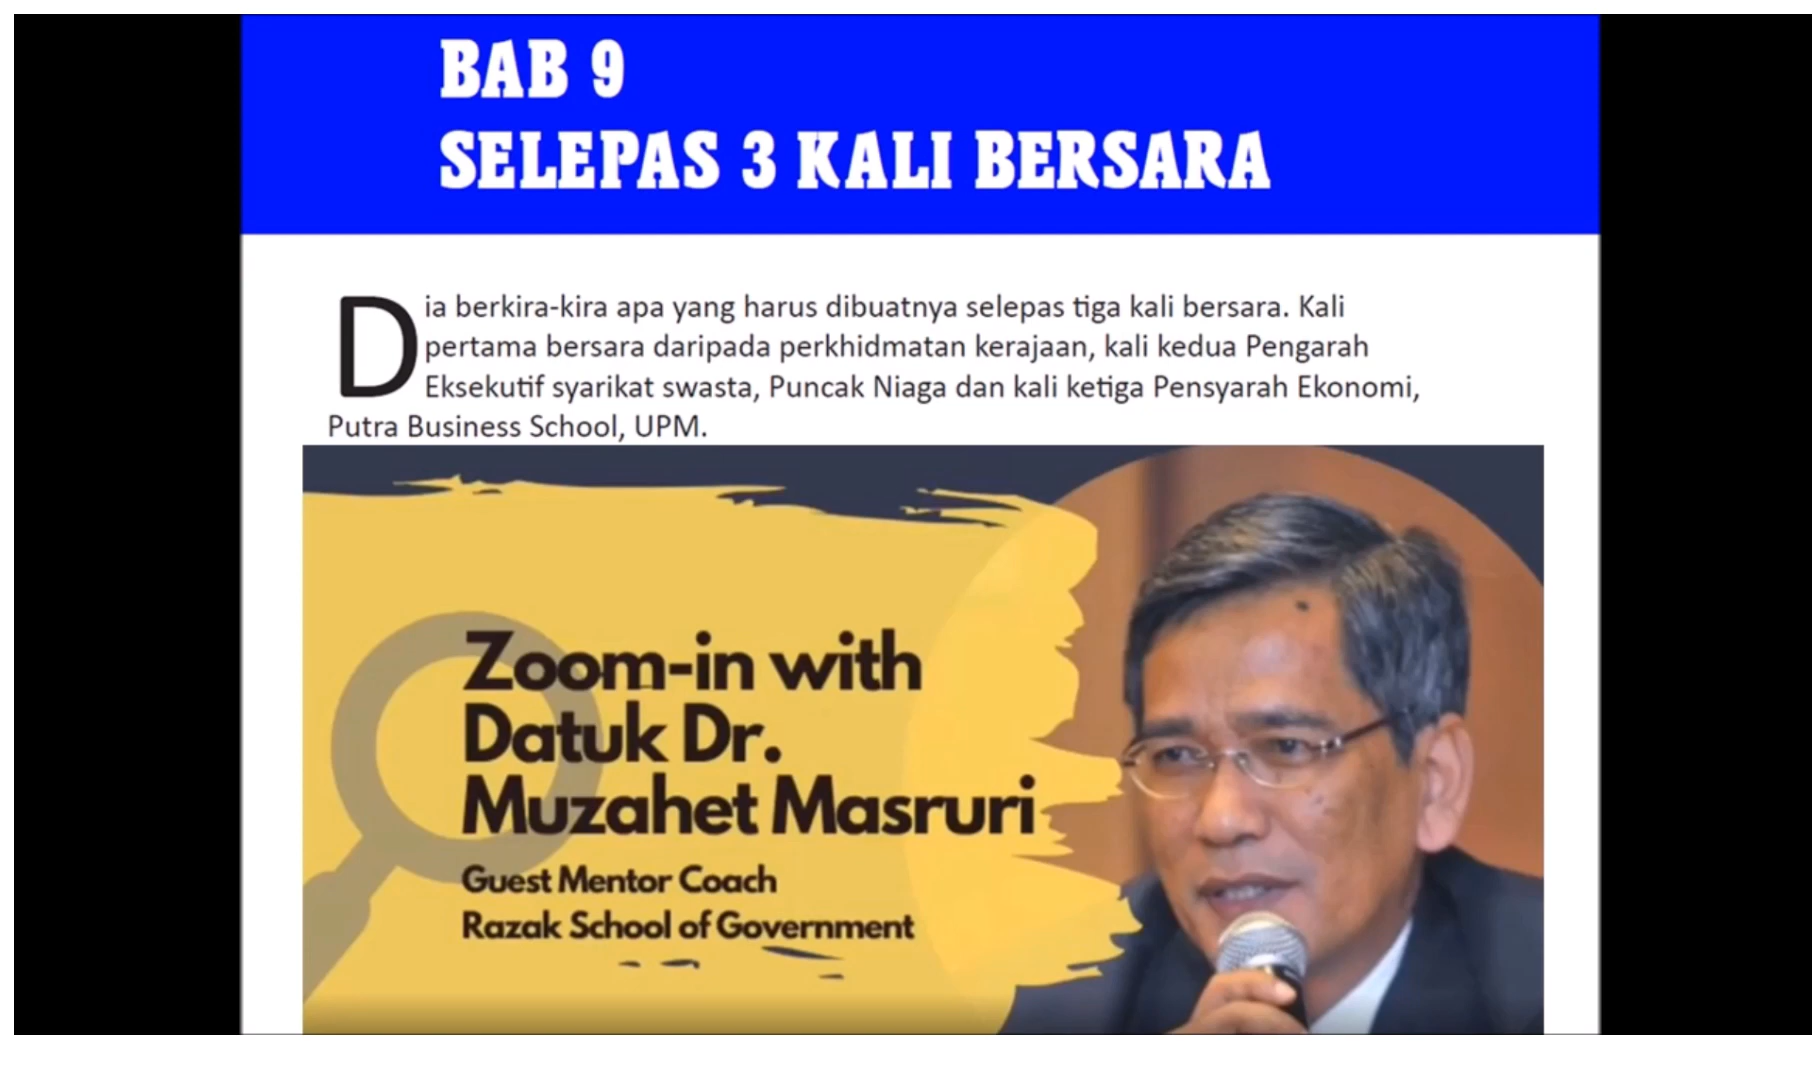 BAB 9
SELEPAS 3 KALI BERSARA
Dia berkira-kira apa yang harus dibuatnya selepas tiga kali bersara. Kali
pertama bersara daripada perkhidmatan kerajaan, kali kedua Pengarah
Eksekutif syarikat swasta, Puncak Niaga dan kali ketiga Pensyarah Ekonomi,
Putra Business School, UPM.
Zoom-in with
Datuk Dr.
Muzahet Masruri
Guest Mentor Coach
Razak School of Government